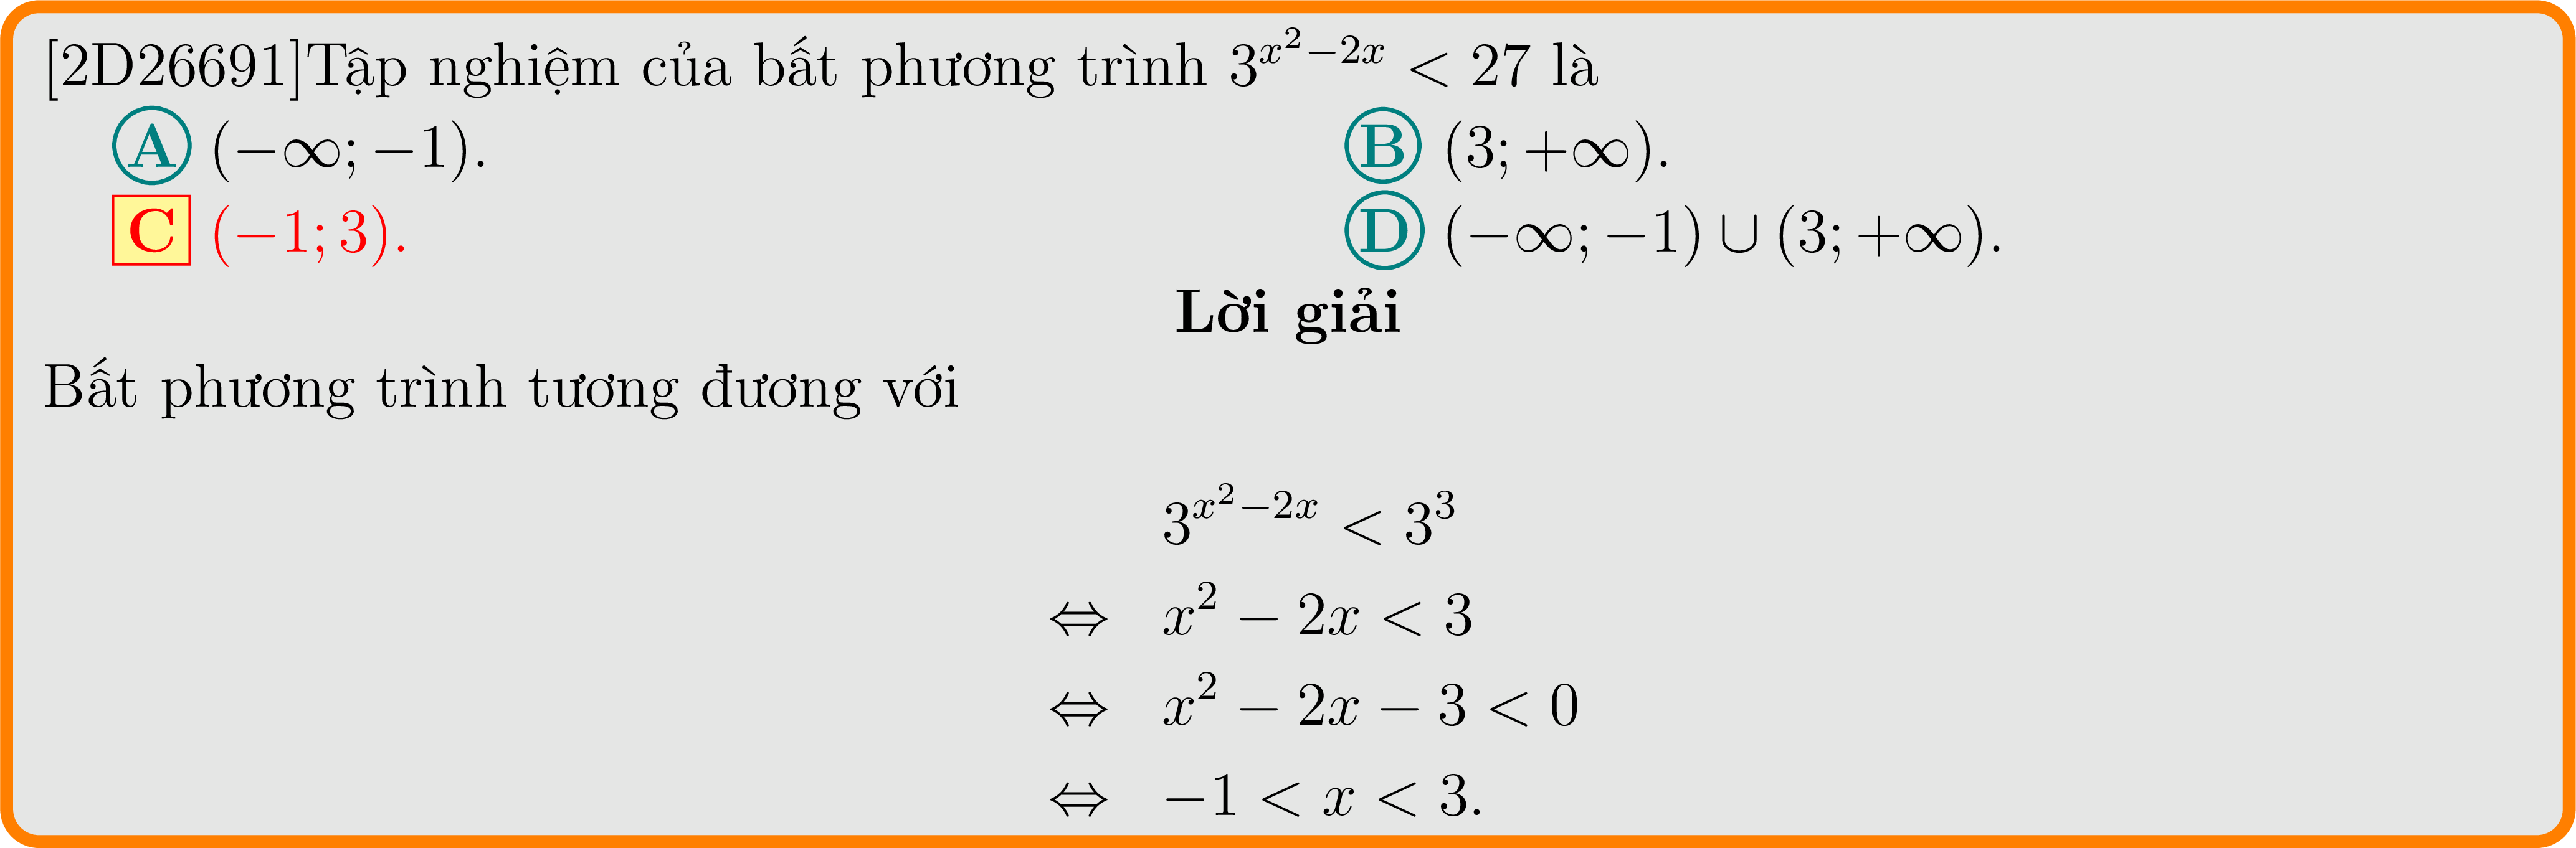 [2D26691]Tập nghiệm của bất phương trình $3^{x^2-2x} < 27$ là
A $(-\infty; -1)$. B $(3; +\infty)$.
C $(-1; 3)$. D $(-\infty; -1) \cup (3; +\infty)$.
Lời giải
Bất phương trình tương đương với
$3^{x^2-2x} < 3^3$
$\Leftrightarrow x^2 - 2x < 3$
$\Leftrightarrow x^2 - 2x - 3 < 0$
$\Leftrightarrow -1 < x < 3.$